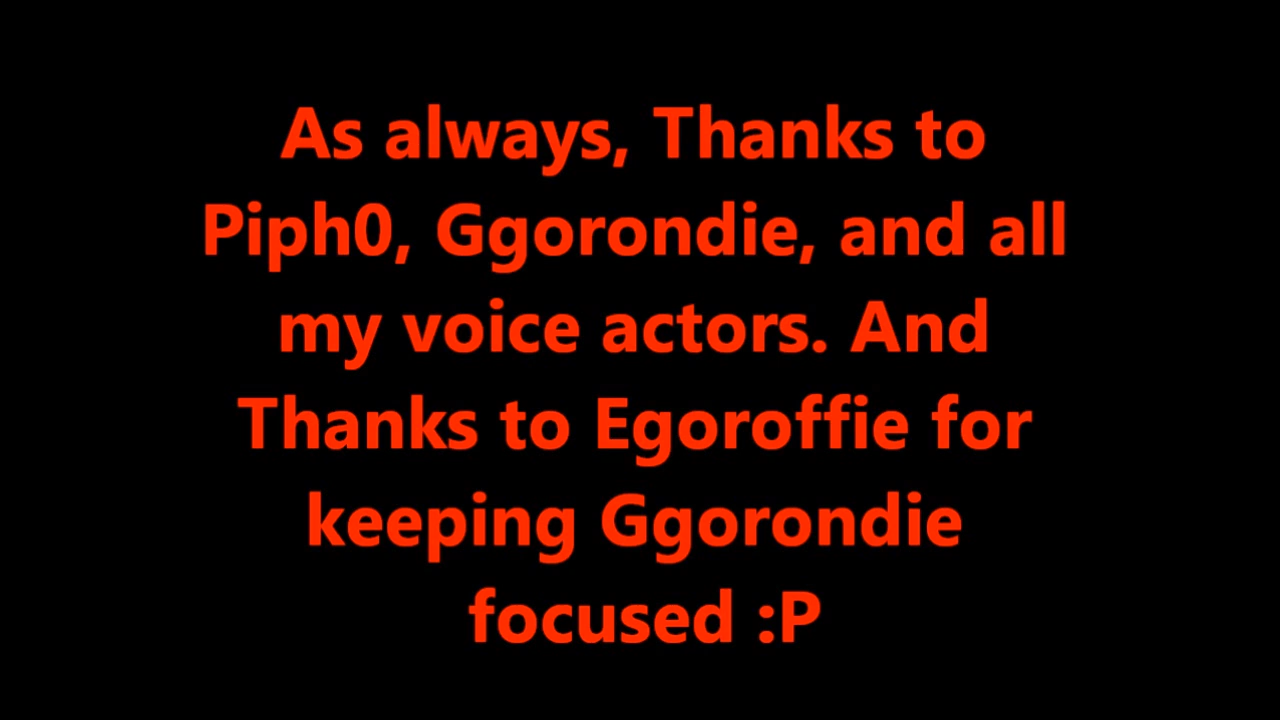 As always, Thanks to
Piph0, Ggorondie, and all
my voice actors. And
Thanks to Egoroffie for
keeping Ggorondie
focused :P